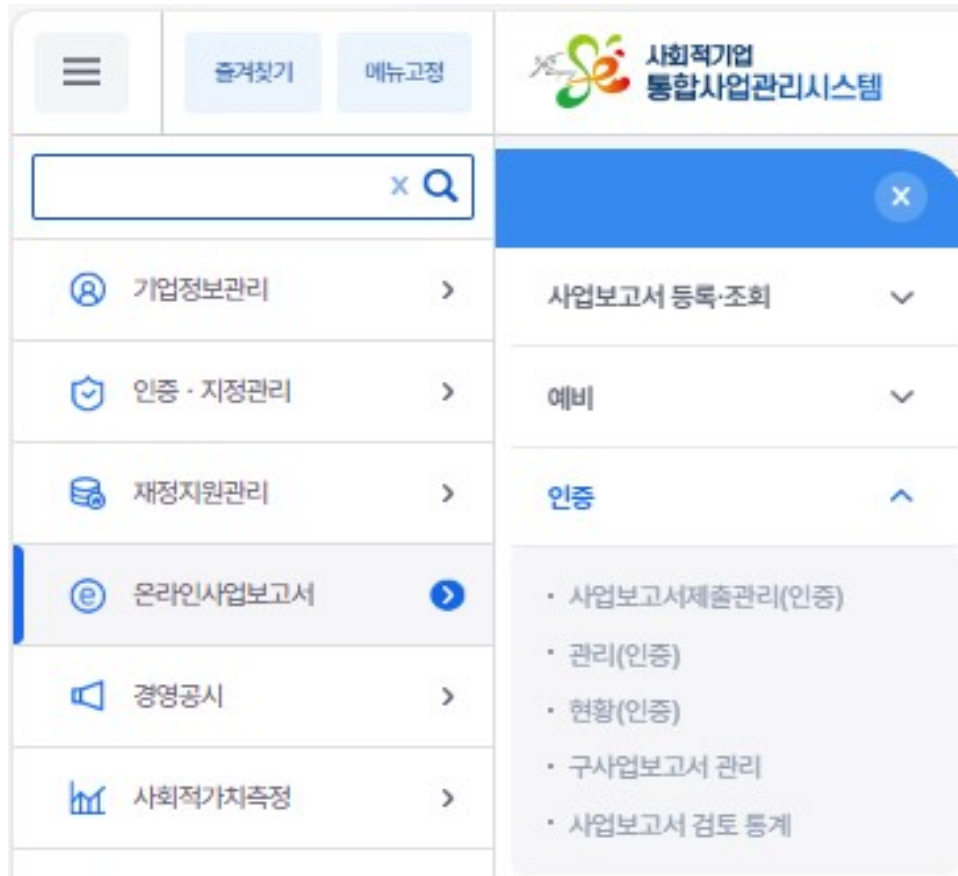 즐겨찾기
메뉴고정
사회적기업
통합사업관리시스템
기업정보관리
인증 · 지정관리
재정지원관리
온라인사업보고서
경영공시
사회적가치측정
사업보고서 등록·조회
예비
인증
· 사업보고서제출관리(인증)
· 관리(인증)
· 현황(인증)
· 구사업보고서 관리
· 사업보고서 검토 통계